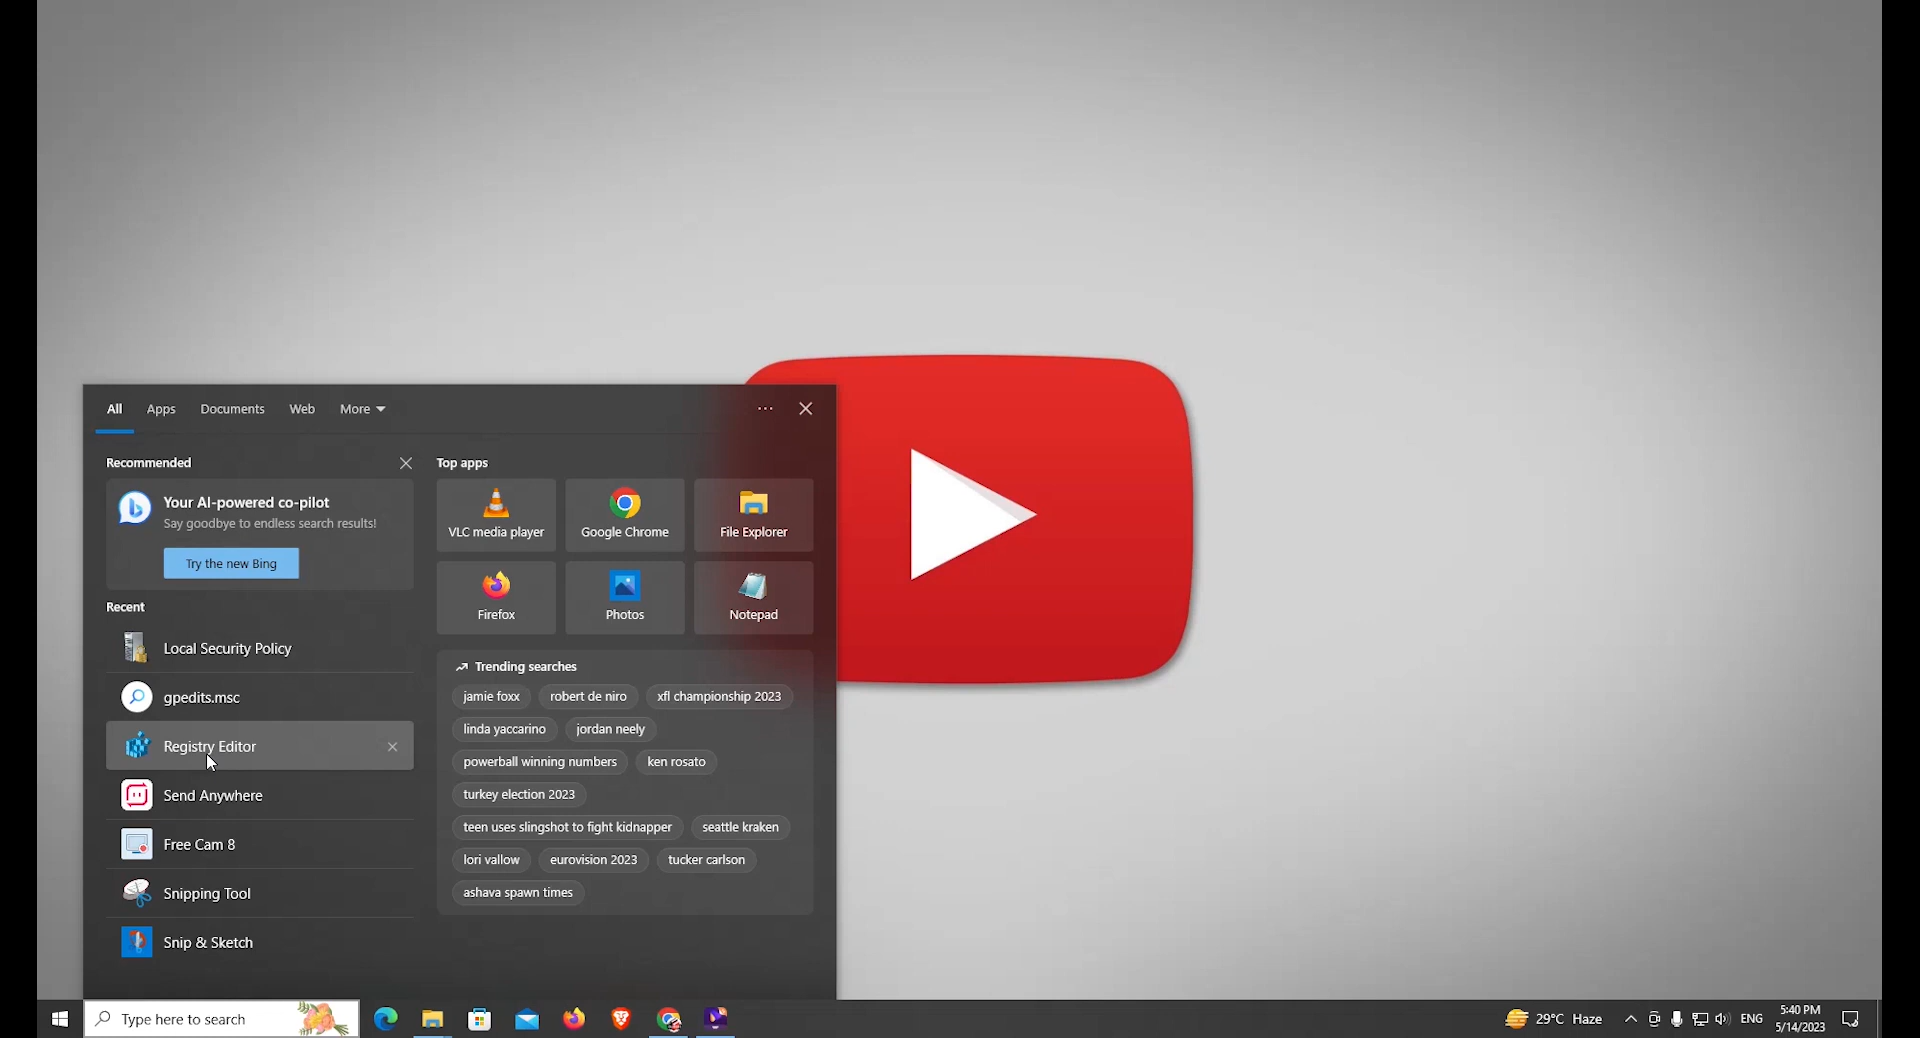 All Apps Documents Web More
Recommended
Your AI-powered co-pilot
Say goodbye to endless search results!
Try the new Bing
Recent
Local Security Policy
gpedits.msc
Registry Editor
Send Anywhere
Free Cam 8
Snipping Tool
Snip & Sketch
Top apps
VLC media player Google Chrome File Explorer
Firefox Photos Notepad
Trending searches
jamie foxx robert de niro xfl championship 2023
linda yaccarino jordan neely
powerball winning numbers ken rosato
turkey election 2023
teen uses slingshot to fight kidnapper seattle kraken
lori vallow eurovision 2023 tucker carlson
ashava spawn times
Type here to search
29°C Haze
ENG
5:40 PM
5/14/2023